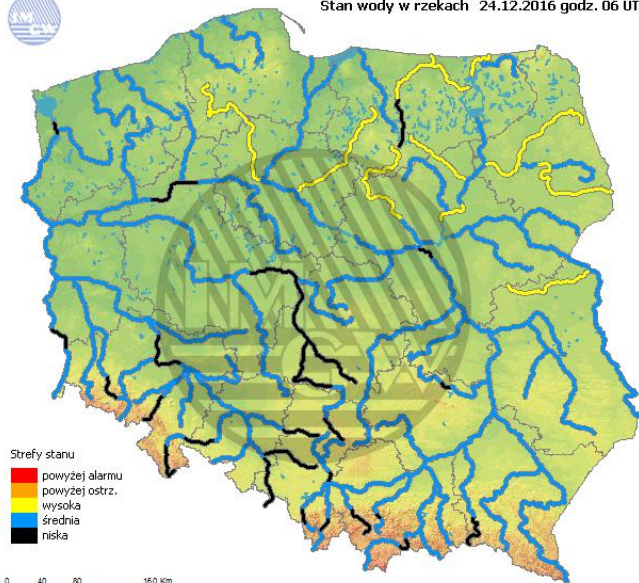 Stan wody w rzekach 24.12.2016 godz. 06 UT
Strefy stanu
powyżej alarmu
powyżej ostrz.
wysoka
średnia
niska
0 40 80 160 Km